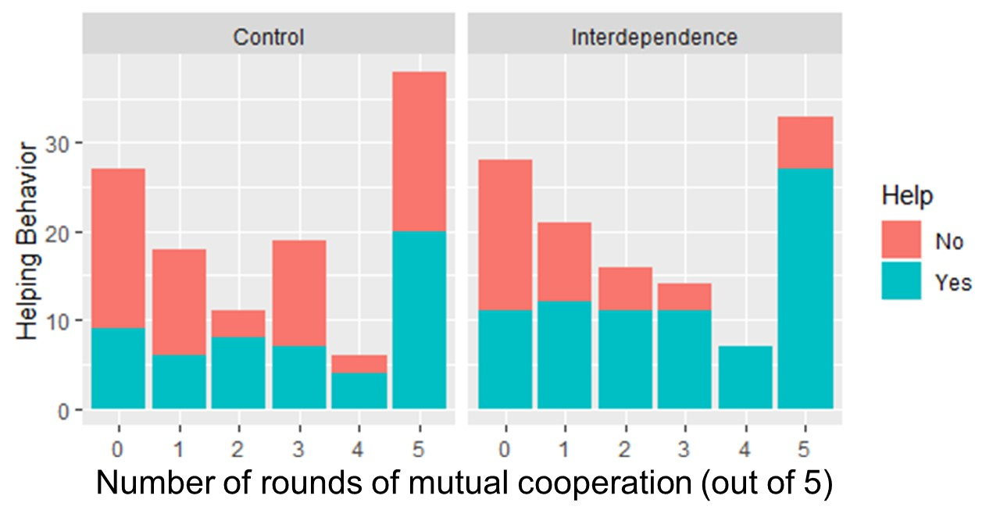 Control
Interdependence
Helping Behavior
30
20
10
0
0 1 2 3 4 5
0 1 2 3 4 5
Number of rounds of mutual cooperation (out of 5)
Help
No
Yes